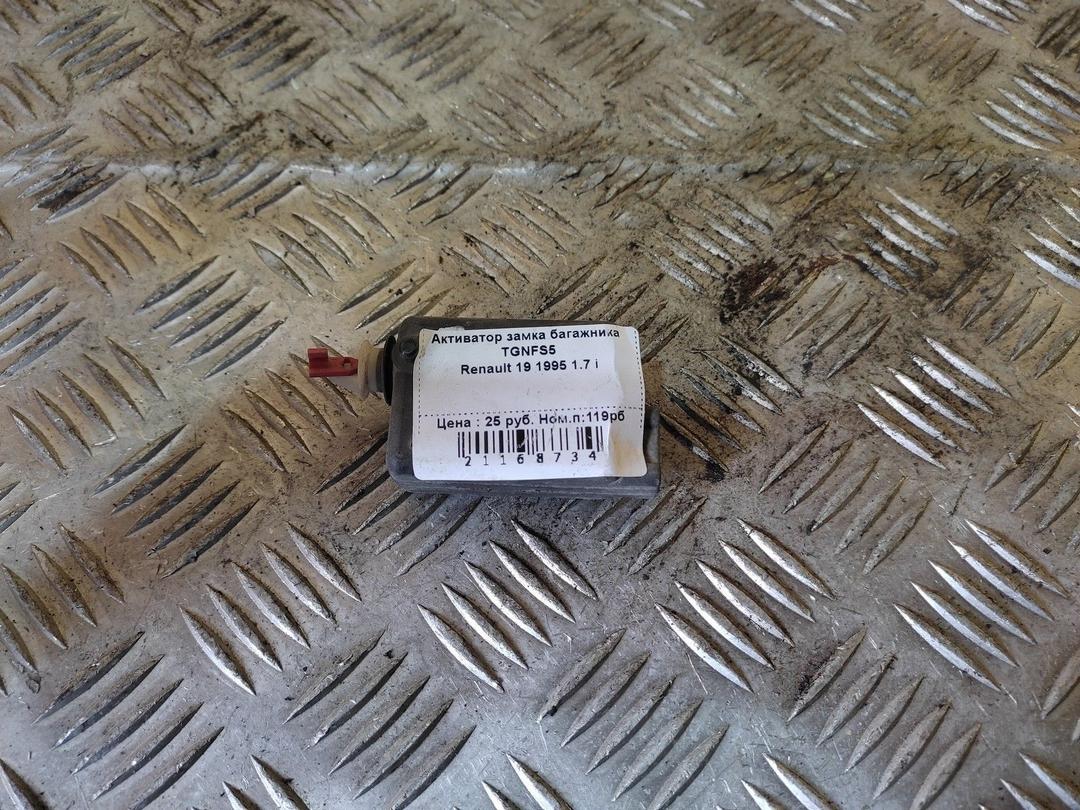 Активатор замка багажника
TGNFS5
Renault 19 1995 1.7 i
Цена : 25 руб. Ном.п:119рб
21168734